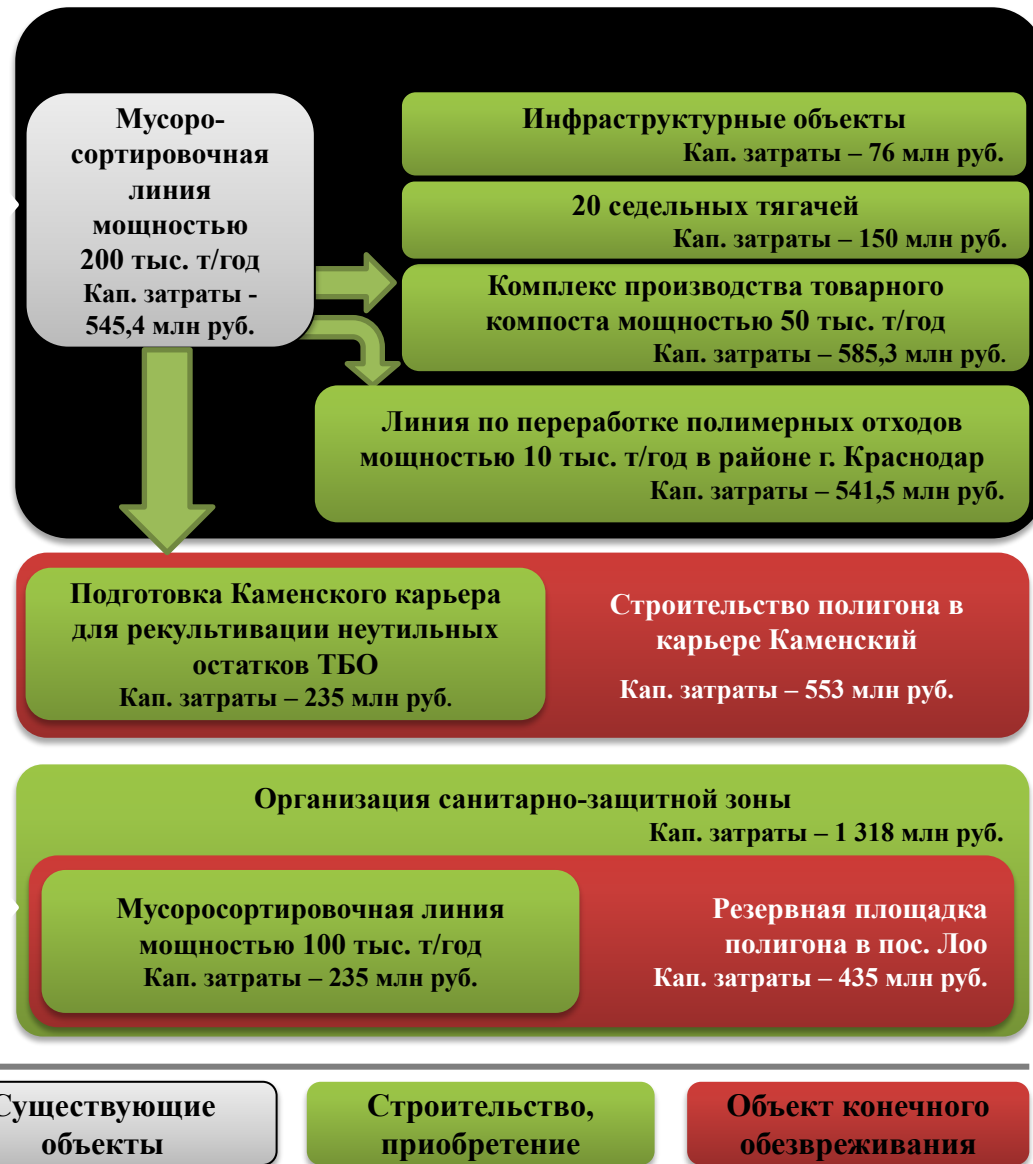 Мусоро-
сортировочная
линия
мощностью
200 тыс. т/год
Кап. затраты -
545,4 млн руб.
Инфраструктурные объекты
Кап. затраты – 76 млн руб.
20 седельных тягачей
Кап. затраты – 150 млн руб.
Комплекс производства товарного
компоста мощностью 50 тыс. т/год
Кап. затраты – 585,3 млн руб.
Линия по переработке полимерных отходов
мощностью 10 тыс. т/год в районе г. Краснодар
Кап. затраты – 541,5 млн руб.
Подготовка Каменского карьера
для рекультивации неутильных
остатков ТБО
Кап. затраты – 235 млн руб.
Строительство полигона в
карьере Каменский
Кап. затраты – 553 млн руб.
Организация санитарно-защитной зоны
Кап. затраты – 1 318 млн руб.
Мусоросортировочная линия
мощностью 100 тыс. т/год
Кап. затраты – 235 млн руб.
Резервная площадка
полигона в пос. Лоо
Кап. затраты – 435 млн руб.
Существующие
объекты
Строительство,
приобретение
Объект конечного
обезвреживания